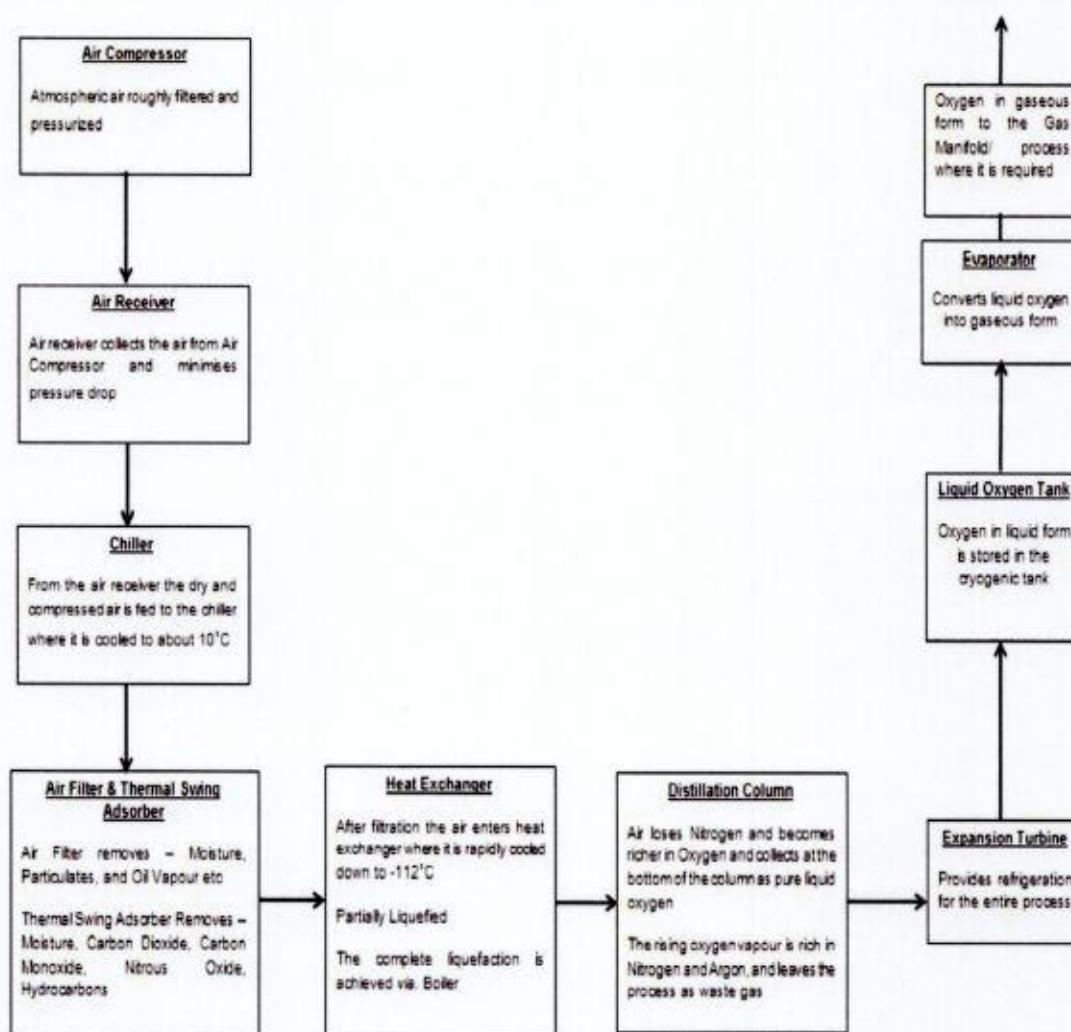 Air Compressor
Atmospheric air roughly filtered and
pressurized
Air Receiver
Air receiver collects the air from Air
Compressor and minimises
pressure drop
Chiller
From the air receiver the dry and
compressed air is fed to the chiller
where it is cooled to about 10°C
Air Filter & Thermal Swing
Adsorber
Air Filter removes – Moisture,
Particulates, and Oil Vapour etc
Thermal Swing Adsorber Removes –
Moisture, Carbon Dioxide, Carbon
Monoxide, Nitrous Oxide,
Hydrocarbons
Heat Exchanger
After filtration the air enters heat
exchanger where it is rapidly cooled
down to -112°C
Partially Liquefied
The complete liquefaction is
achieved via. Boiler
Distillation Column
Air loses Nitrogen and becomes
richer in Oxygen and collects at the
bottom of the column as pure liquid
oxygen
The rising oxygen vapour is rich in
Nitrogen and Argon, and leaves the
process as waste gas
Expansion Turbine
Provides refrigeration
for the entire process
Liquid Oxygen Tank
Oxygen in liquid form
is stored in the
cryogenic tank
Evaporator
Converts liquid oxygen
into gaseous form
Oxygen in gaseous
form to the Gas
Manifold/ process
where it is required